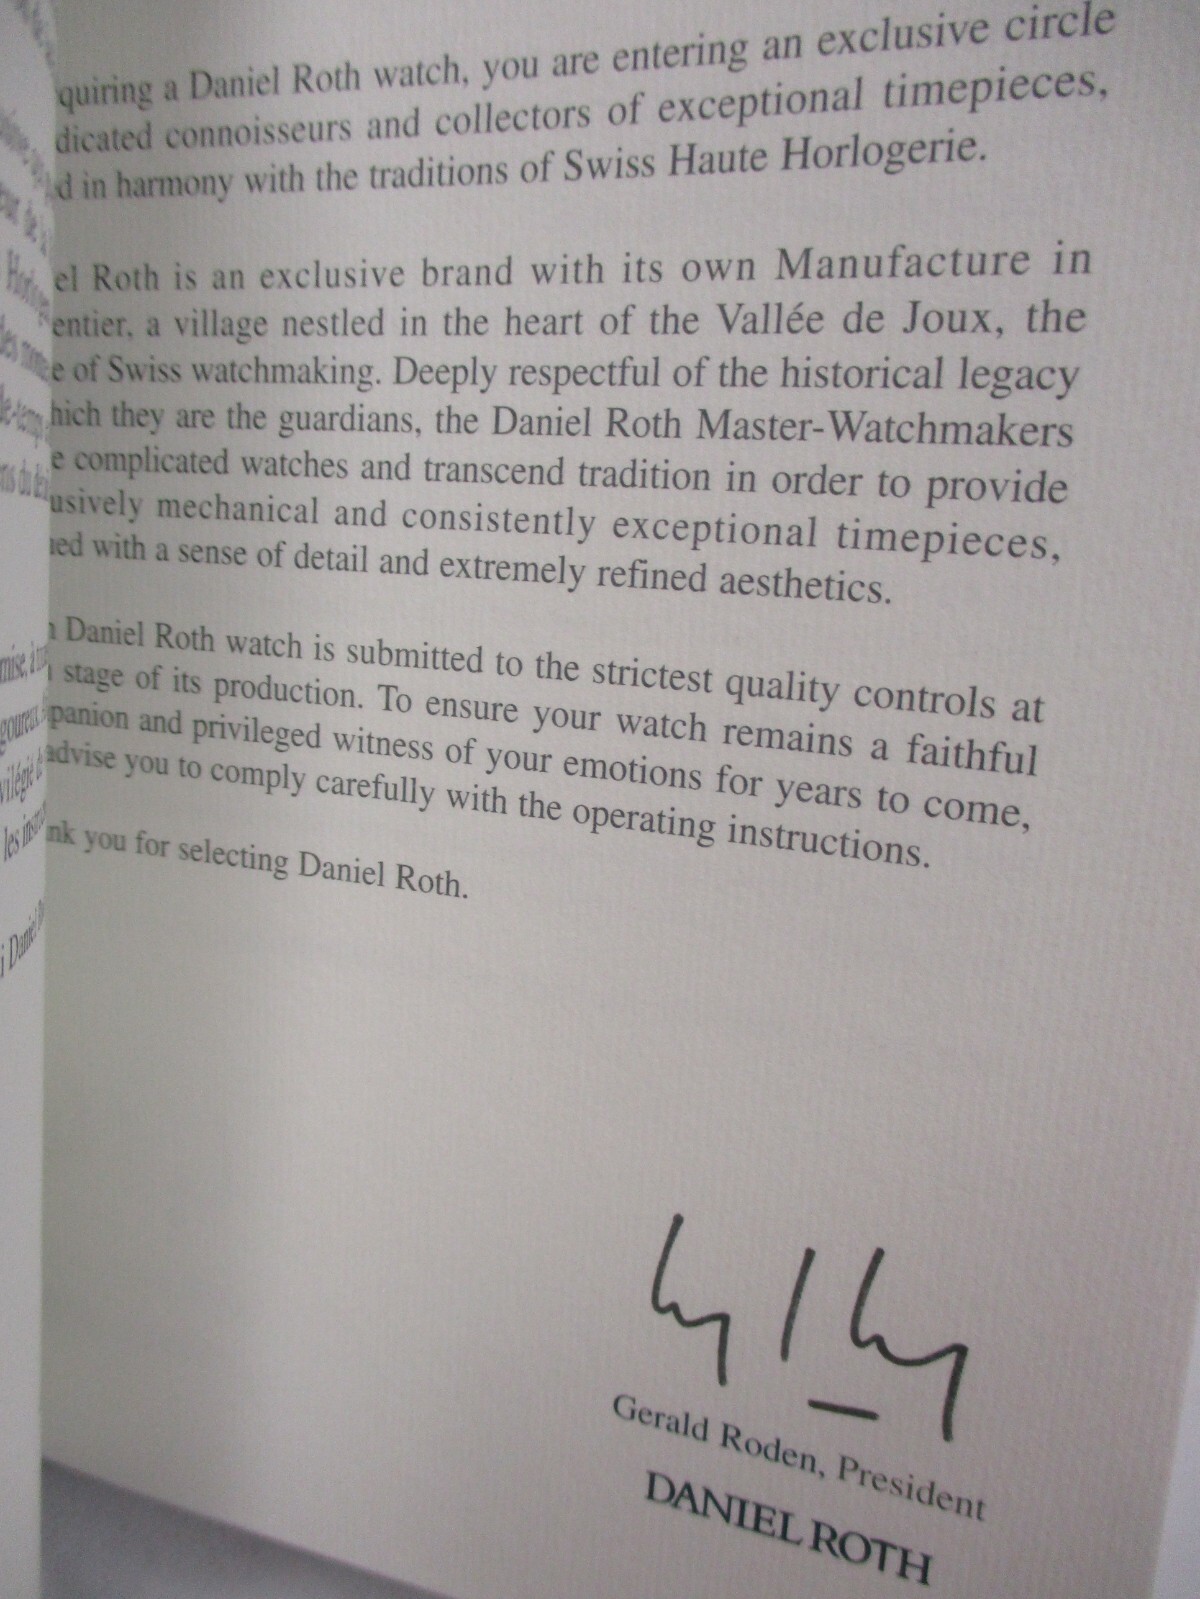 quiring a Daniel Roth watch, you are entering an exclusive circle
dicated connoisseurs and collectors of exceptional timepieces,
d in harmony with the traditions of Swiss Haute Horlogerie.
el Roth is an exclusive brand with its own Manufacture in
entier, a village nestled in the heart of the Vallée de Joux, the
e of Swiss watchmaking. Deeply respectful of the historical legacy
hich they are the guardians, the Daniel Roth Master-Watchmakers
e complicated watches and transcend tradition in order to provide
usively mechanical and consistently exceptional timepieces,
ned with a sense of detail and extremely refined aesthetics.
Daniel Roth watch is submitted to the strictest quality controls at
stage of its production. To ensure your watch remains a faithful
panion and privileged witness of your emotions for years to come,
advise you to comply carefully with the operating instructions.
nk you for selecting Daniel Roth.
Gerald Roden, President
DANIEL ROTH